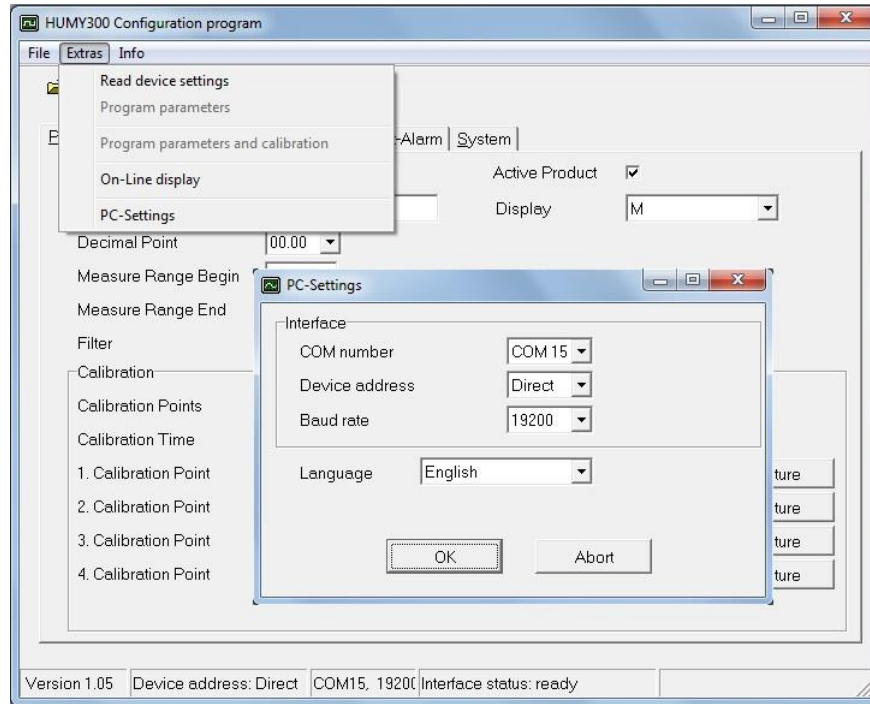 HUMY300 Configuration program
File Extras Info
Read device settings
Program parameters
Program parameters and calibration
On-Line display
PC-Settings
-Alarm System
Active Product
Display M
Decimal Point 00.00
Measure Range Begin
Measure Range End
Filter
Calibration
Calibration Points
Calibration Time
1. Calibration Point
2. Calibration Point
3. Calibration Point
4. Calibration Point
PC-Settings
Interface
COM number COM 15
Device address Direct
Baud rate 19200
Language English
OK Abort
ture
ture
ture
ture
Version 1.05 Device address: Direct COM15, 1920 Interface status: ready